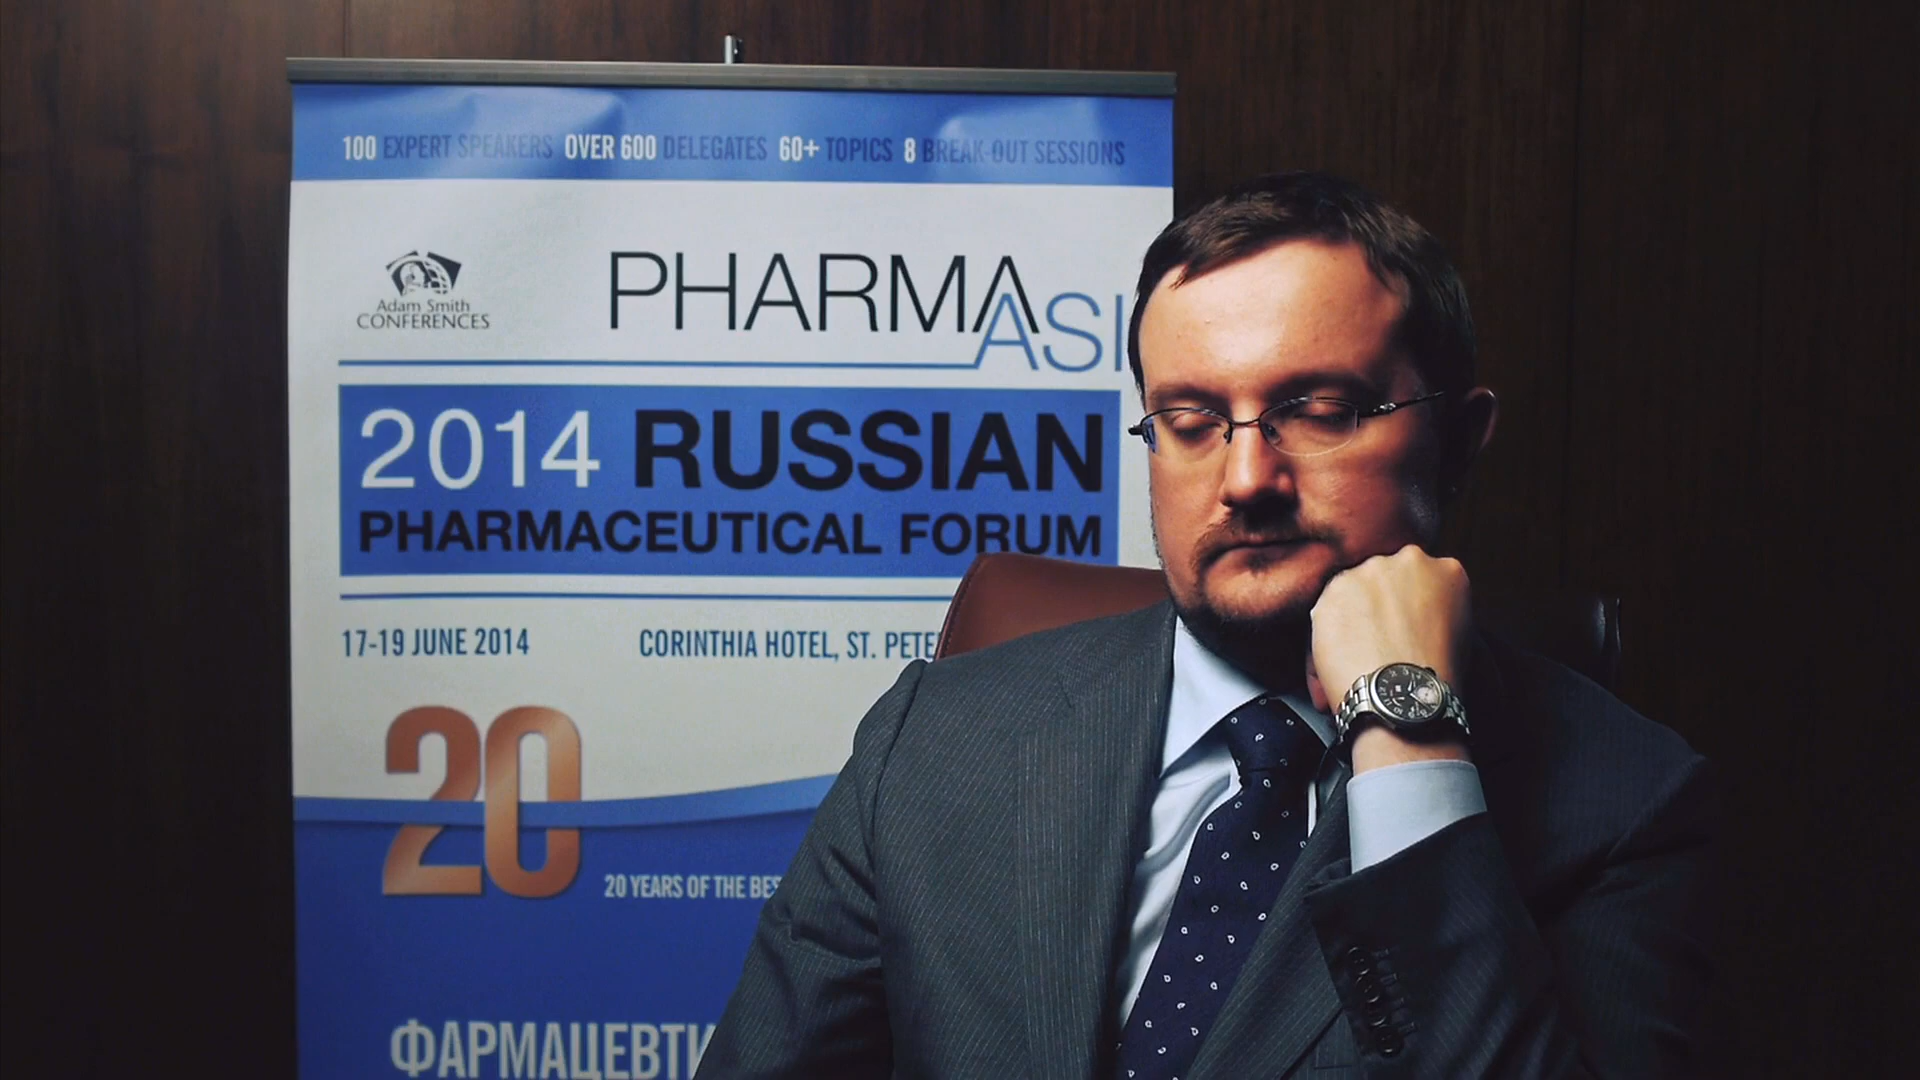 100 EXPERT SPEAKERS OVER 600 DELEGATES 60+ TOPICS 8 BREAK-OUT SESSIONS
Adam Smith
CONFERENCES
PHARMA
ASI
2014 RUSSIAN
PHARMACEUTICAL FORUM
17-19 JUNE 2014 CORINTHIA HOTEL, ST. PETE
20
20 YEARS OF THE BES
ФАРМАЦЕВТИ